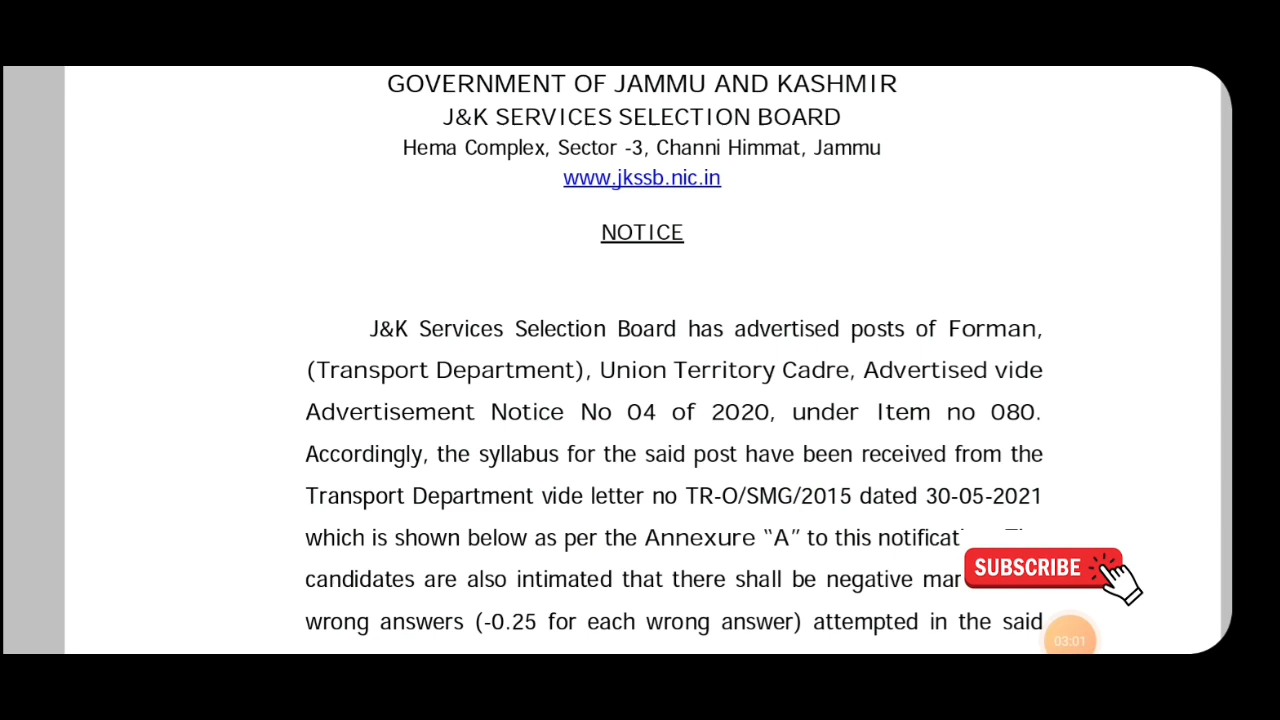 GOVERNMENT OF JAMMU AND KASHMIR
J&K SERVICES SELECTION BOARD
Hema Complex, Sector -3, Channi Himmat, Jammu
www.jkssb.nic.in
NOTICE
J&K Services Selection Board has advertised posts of Forman,
(Transport Department), Union Territory Cadre, Advertised vide
Advertisement Notice No 04 of 2020, under Item no 080.
Accordingly, the syllabus for the said post have been received from the
Transport Department vide letter no TR-O/SMG/2015 dated 30-05-2021
which is shown below as per the Annexure “A” to this
candidates are also intimated that there shall be negative
SUBSCRIBE
wrong answers (-0.25 for each wrong answer) attempted in the said
03:01